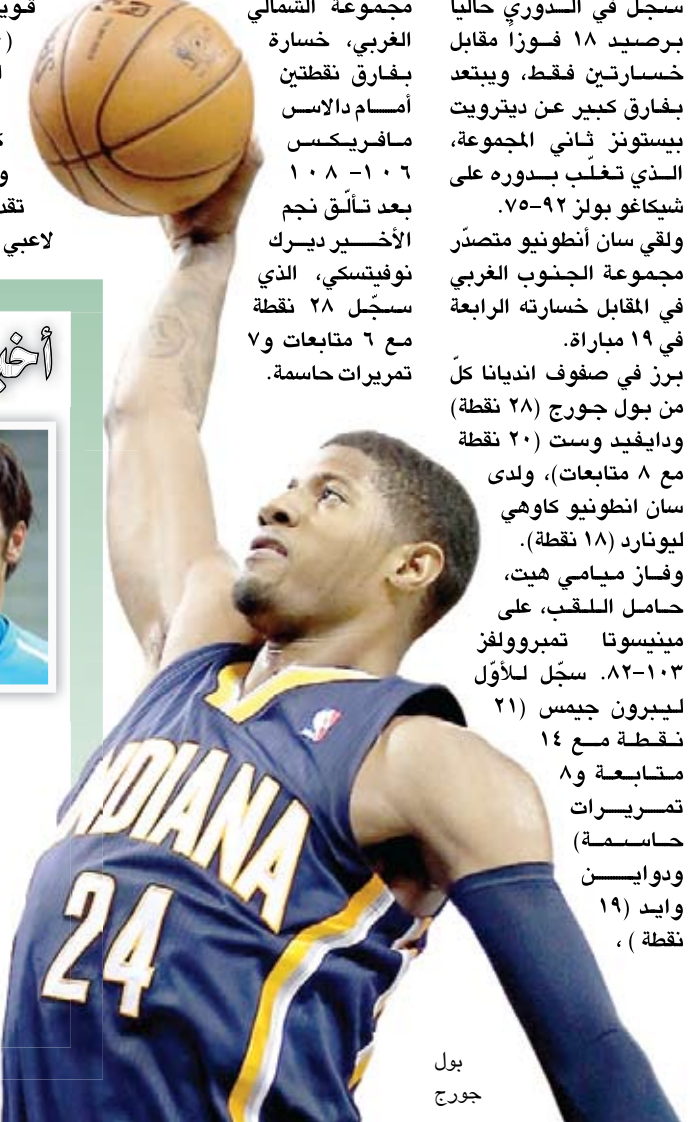 سجل في الدوري حالياً
برصيد ١٨ فوزاً مقابل
خسارتين فقط، ويبتعد
بفارق كبير عن ديترويت
بيستونز ثاني المجموعة،
الذي تغلّب بدوره على
شيكاغو بولز ٩٢–٧٥.
ولقي سان أنطونيو متصدّر
مجموعة الجنوب الغربي
في المقابل خسارته الرابعة
في ١٩ مباراة.
برز في صفوف انديانا كلّ
من بول جورج (٢٨ نقطة)
ودايفيد وست (٢٠ نقطة
مع ٨ متابعات)، ولدى
سان انطونيو كاوهي
ليونارد (١٨ نقطة).
وفاز ميامي هيت،
حامل اللقب، على
مينيسوتا تمبروولفز
١٠٣–٨٢. سجّل للأوّل
ليبرون جيمس (٢١
نقطة مع ١٤
متابعة و٨
تمريرات
حاسمة)
ودواين
وايد (١٩
نقطة ) ،
مجموعة الشمالي
الغربي، خسارة
بفارق نقطتين
أمام دالاس
مافريكس
١٠٦– ١٠٨
بعد تألّق نجم
الأخير ديرك
نوفيتسكي، الذي
سجّل ٢٨ نقطة
مع ٦ متابعات و٧
تمريرات حاسمة.
لاعبي
INDIANA
24
بول
جورج